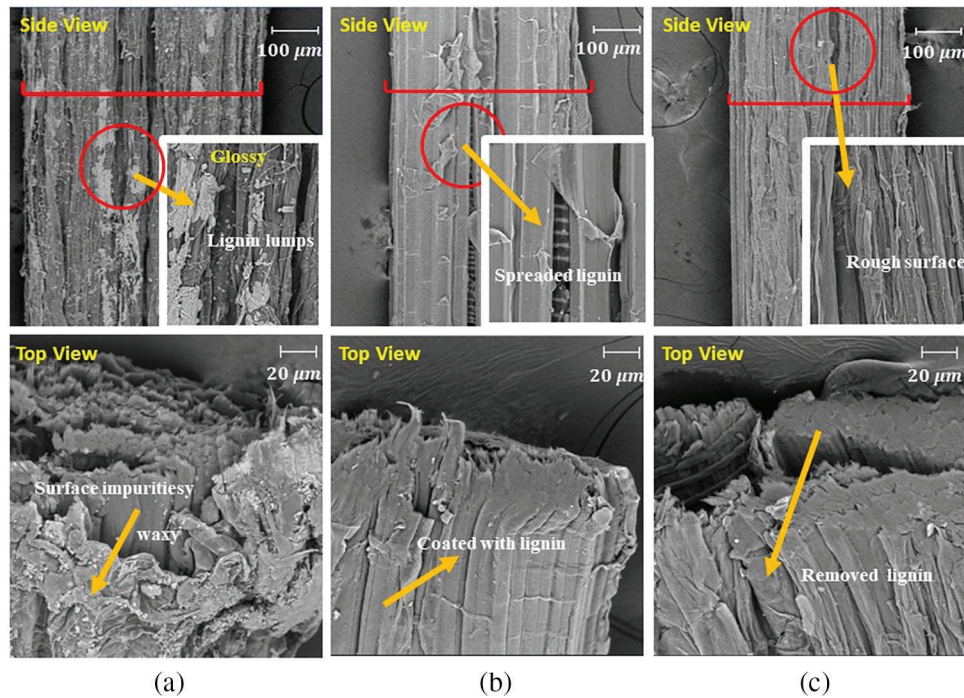 Side View
100 μm
Glossy
Lignin lumps
Side View
100 μm
Spreaded lignin
Side View
100 μm
Rough surface
Top View
20 μm
Surface impuritiesy
waxy
Top View
20 μm
Coated with lignin
Top View
20 μm
Removed lignin
(a)
(b)
(c)